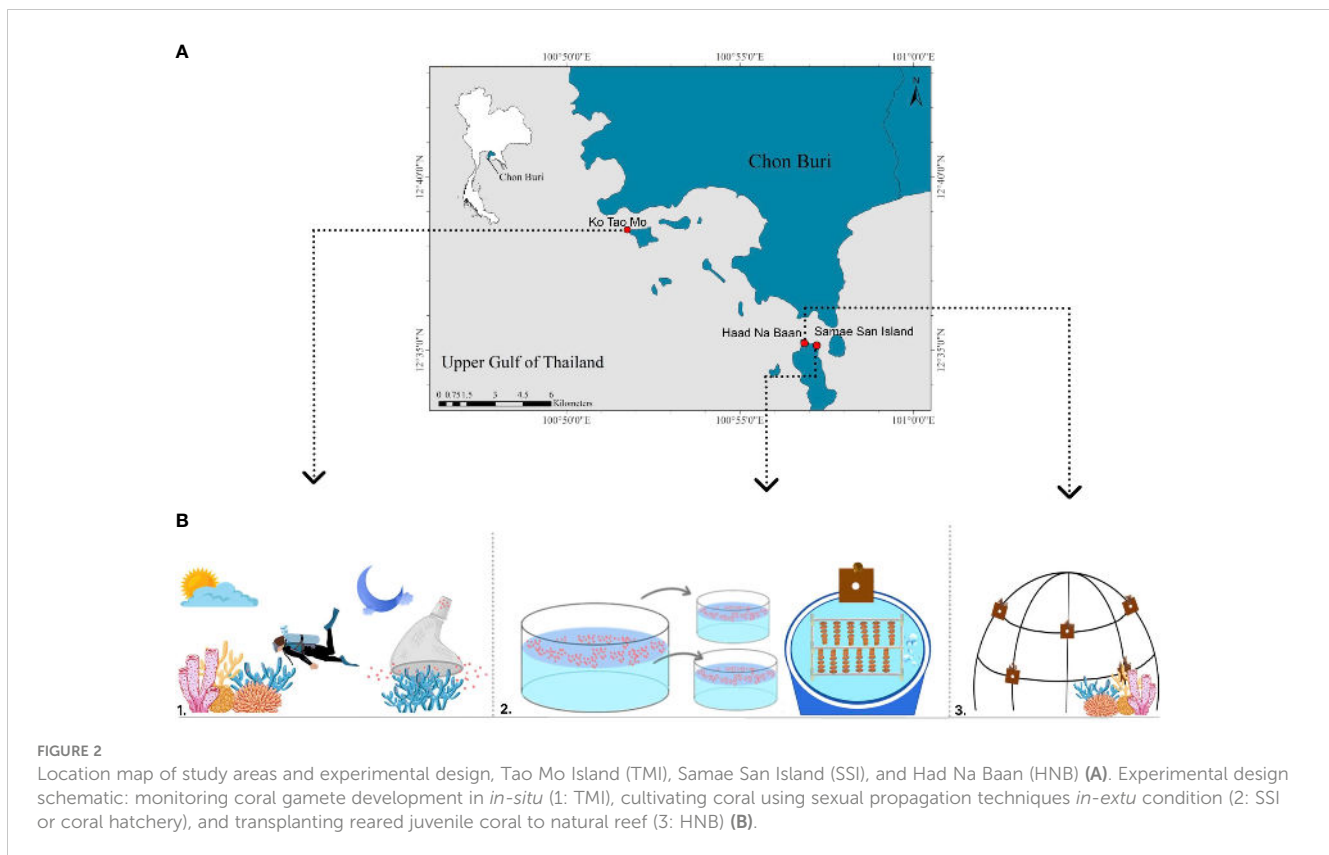 A
100°50'0"E
100°55'0"E
101°0'0"E
N
Chon Buri
Chon Buri
12°40'0"N
12°40'0"N
Ko Tao Mo
Haad Na Baan
Samae San Island
12°35'0"N
12°35'0"N
Upper Gulf of Thailand
0 0.75 1.5 3 4.5 6
Kilometers
100°50'0"E
100°55'0"E
101°0'0"E
B
1.
2.
3.
FIGURE 2
Location map of study areas and experimental design, Tao Mo Island (TMI), Samae San Island (SSI), and Had Na Baan (HNB) (A). Experimental design
schematic: monitoring coral gamete development in in-situ (1: TMI), cultivating coral using sexual propagation techniques in-extu condition (2: SSI
or coral hatchery), and transplanting reared juvenile coral to natural reef (3: HNB) (B).